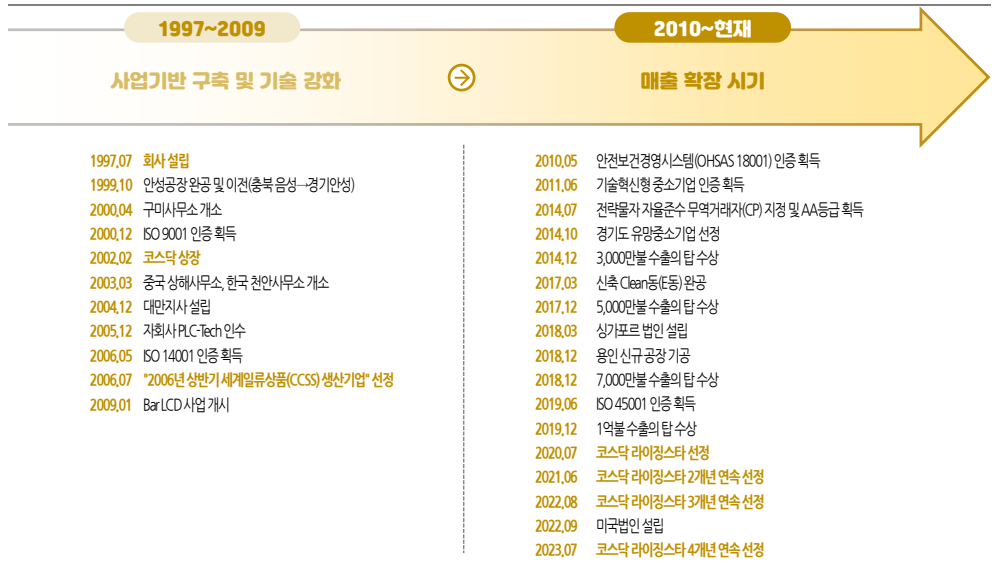 1997~2009
사업기반 구축 및 기술 강화
1997.07 회사 설립
1999.10 안성공장 완공 및 이전(충북 음성→경기안성)
2000.04 구미사무소 개소
2000.12 ISO 9001 인증 획득
2002.02 코스닥 상장
2003.03 중국 상해사무소, 한국 천안사무소 개소
2004.12 대만지사 설립
2005.12 자회사 PLC-Tech 인수
2006.05 ISO 14001 인증 획득
2006.07 "2006년 상반기 세계일류상품(CCSS) 생산기업" 선정
2009.01 Bar LCD 사업 개시
2010~현재
매출 확장 시기
2010.05 안전보건경영시스템(OHSAS 18001) 인증 획득
2011.06 기술혁신형 중소기업 인증 획득
2014.07 전략물자 자율준수 무역거래자(CP) 지정 및 AA등급 획득
2014.10 경기도 유망중소기업 선정
2014.12 3,000만불 수출의 탑 수상
2017.03 신축 Clean동(E동) 완공
2017.12 5,000만불 수출의 탑 수상
2018.03 싱가포르 법인 설립
2018.12 용인 신규 공장 기공
2018.12 7,000만불 수출의 탑 수상
2019.06 ISO 45001 인증 획득
2019.12 1억불 수출의 탑 수상
2020.07 코스닥 라이징스타 선정
2021.06 코스닥 라이징스타 2개년 연속 선정
2022.08 코스닥 라이징스타 3개년 연속 선정
2022.09 미국법인 설립
2023.07 코스닥 라이징스타 4개년 연속 선정